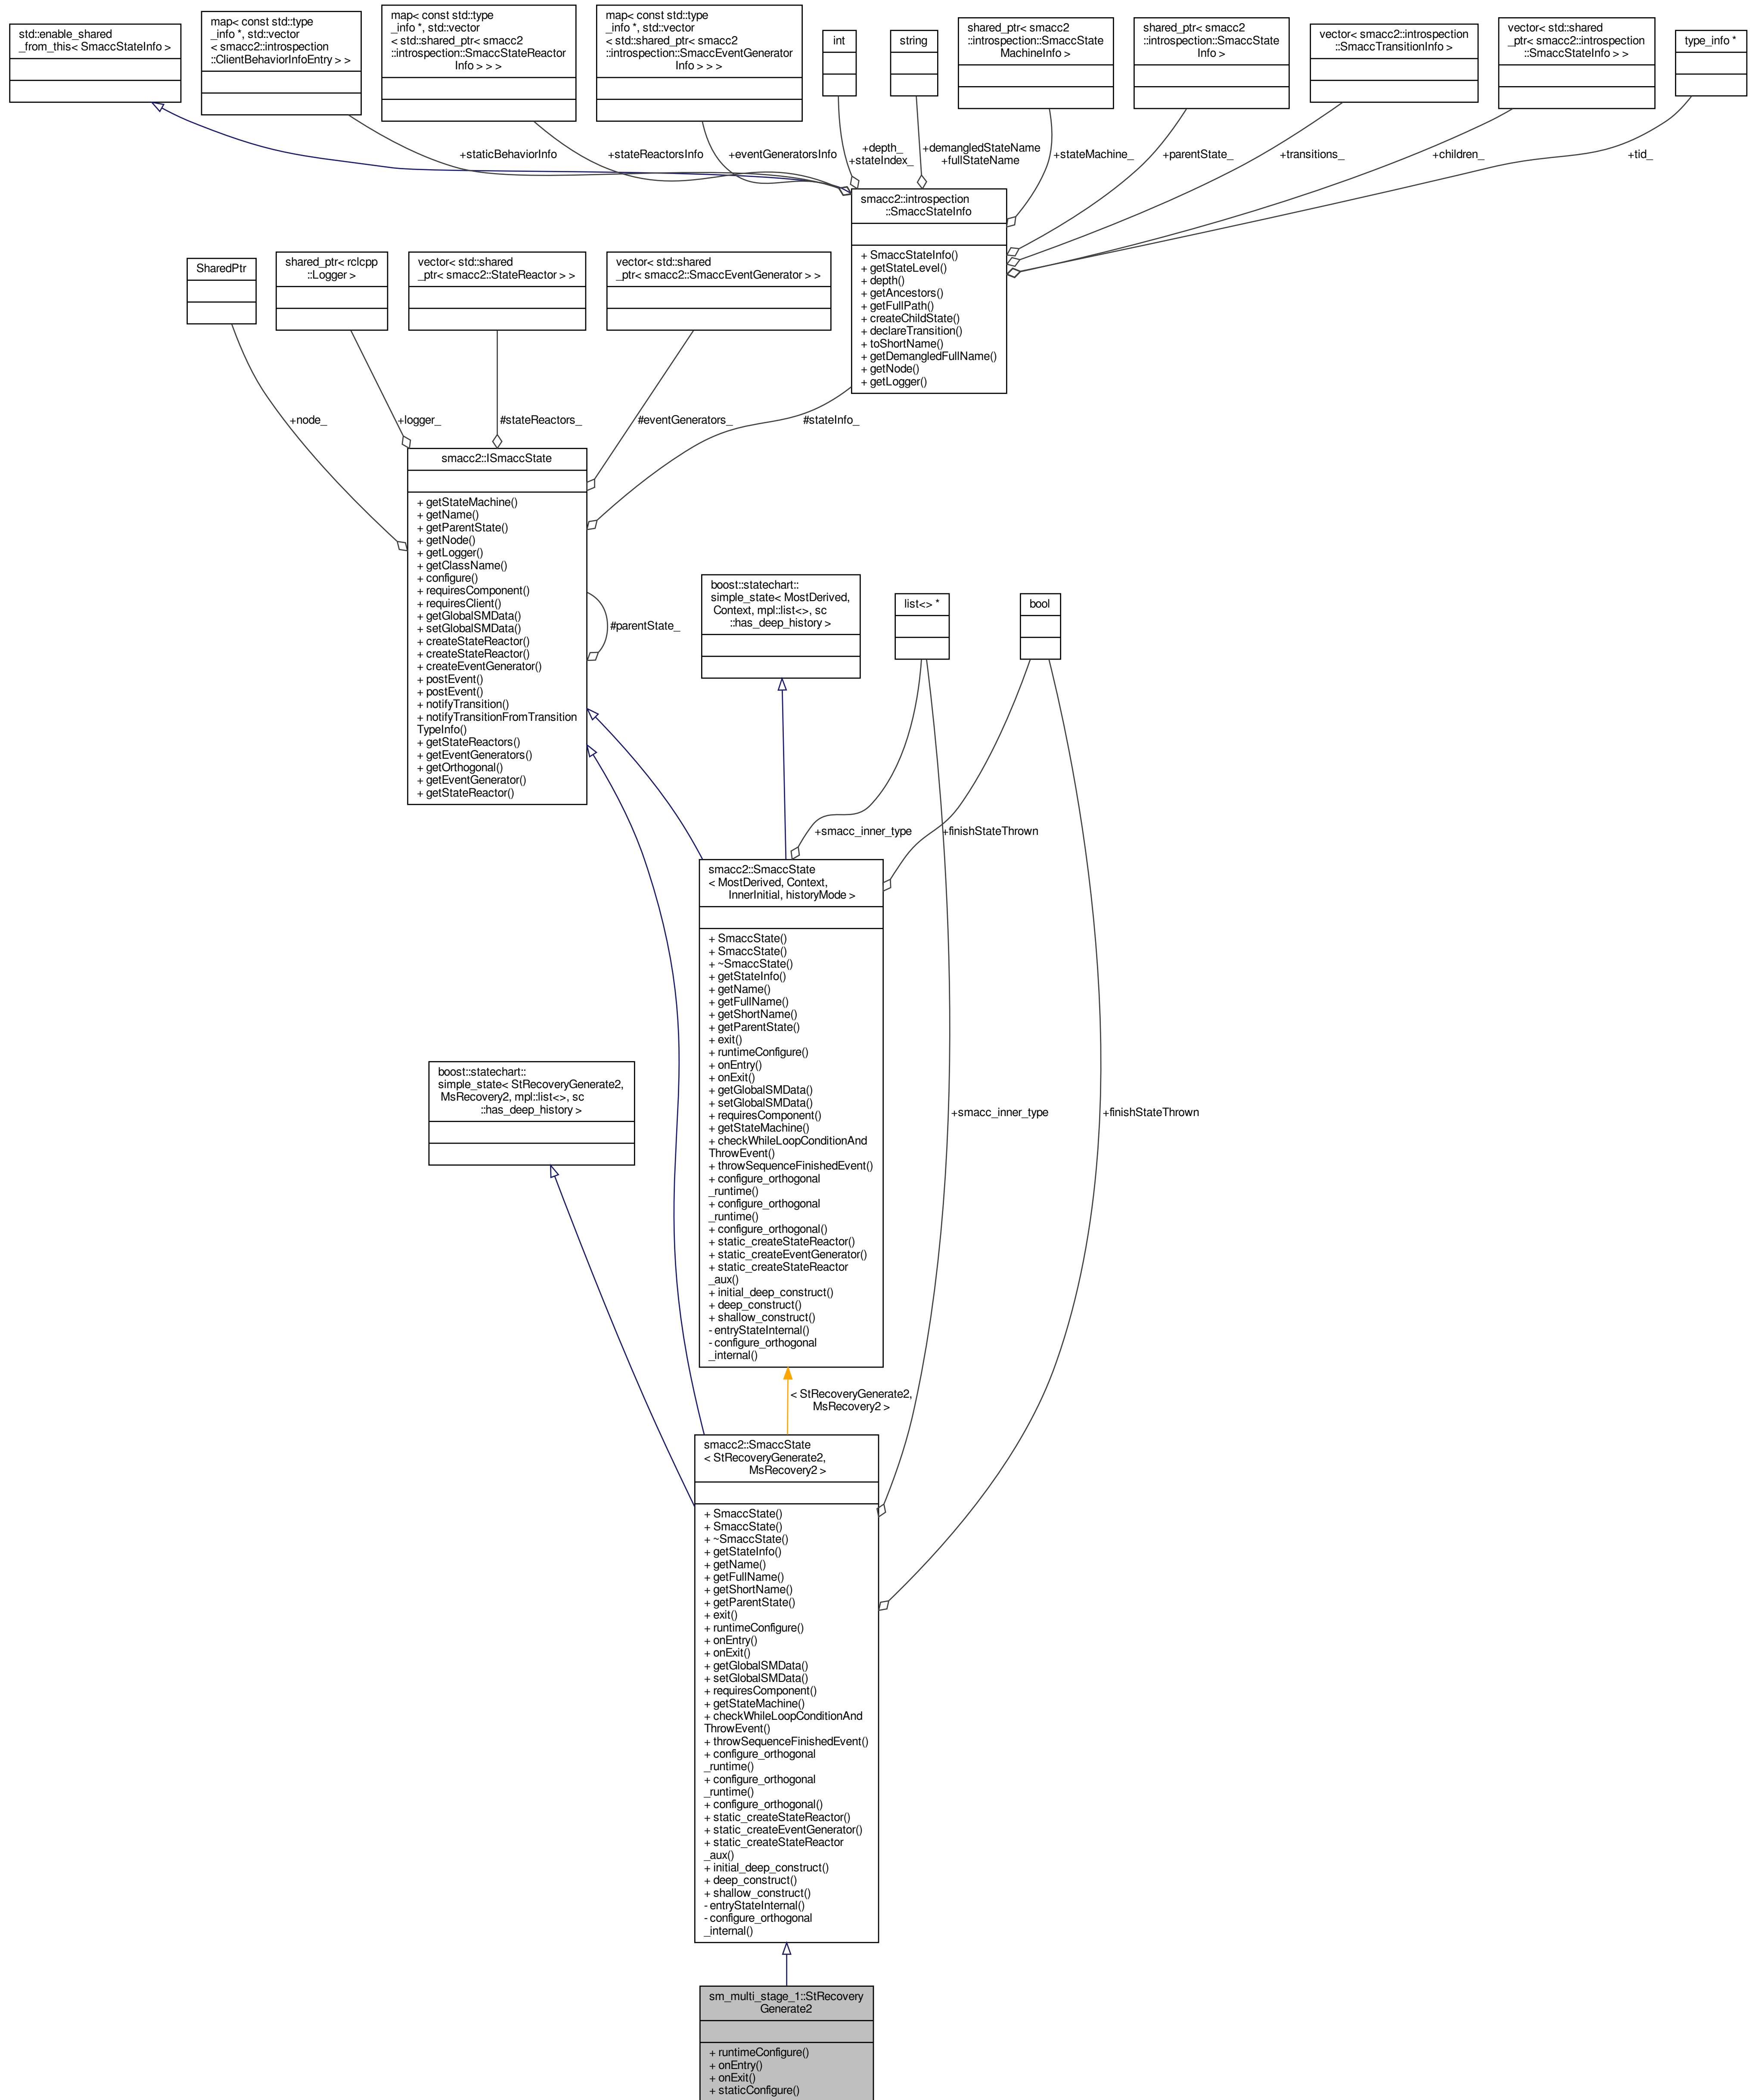 std::enable_shared
_from_this< SmaccStateInfo >
map< const std::type
_info *, std::vector
< smacc2::introspection
::ClientBehaviorInfoEntry > >
map< const std::type
_info *, std::vector
< std::shared_ptr< smacc2
::introspection::SmaccStateReactor
Info > > >
map< const std::type
_info *, std::vector
< std::shared_ptr< smacc2
::introspection::SmaccEventGenerator
Info > > >
int
string
shared_ptr< smacc2
::introspection::SmaccState
MachineInfo >
shared_ptr< smacc2
::introspection::SmaccState
Info >
vector< smacc2::introspection
::SmaccTransitionInfo >
vector< std::shared
_ptr< smacc2::introspection
::SmaccStateInfo > >
type_info *
+staticBehaviorInfo
+stateReactorsInfo
+eventGeneratorsInfo
+depth_
+stateIndex_
+demangledStateName
+fullStateName
+stateMachine_
+parentState_
+transitions_
+children_
+tid_
smacc2::introspection
::SmaccStateInfo
+ SmaccStateInfo()
+ getStateLevel()
+ depth()
+ getAncestors()
+ getFullPath()
+ createChildState()
+ declareTransition()
+ toShortName()
+ getDemangledFullName()
+ getNode()
+ getLogger()
SharedPtr
shared_ptr< rclcpp
::Logger >
vector< std::shared
_ptr< smacc2::StateReactor > >
vector< std::shared
_ptr< smacc2::SmaccEventGenerator > >
+node_
+logger_
#stateReactors_
#eventGenerators_
#stateInfo_
smacc2::ISmaccState
+ getStateMachine()
+ getName()
+ getParentState()
+ getNode()
+ getLogger()
+ getClassName()
+ configure()
+ requiresComponent()
+ requiresClient()
+ getGlobalSMData()
+ setGlobalSMData()
+ createStateReactor()
+ createStateReactor()
+ createEventGenerator()
+ postEvent()
+ postEvent()
+ notifyTransition()
+ notifyTransitionFromTransition
TypeInfo()
+ getStateReactors()
+ getEventGenerators()
+ getOrthogonal()
+ getEventGenerator()
+ getStateReactor()
#parentState_
boost::statechart::
simple_state< MostDerived,
Context, mpl::list<>, sc
::has_deep_history >
list<> *
bool
+smacc_inner_type
+finishStateThrown
smacc2::SmaccState
< MostDerived, Context,
InnerInitial, historyMode >
+ SmaccState()
+ SmaccState()
+ ~SmaccState()
+ getStateInfo()
+ getName()
+ getFullName()
+ getShortName()
+ getParentState()
+ exit()
+ runtimeConfigure()
+ onEntry()
+ onExit()
+ getGlobalSMData()
+ setGlobalSMData()
+ requiresComponent()
+ getStateMachine()
+ checkWhileLoopConditionAnd
ThrowEvent()
+ throwSequenceFinishedEvent()
+ configure_orthogonal
_runtime()
+ configure_orthogonal
_runtime()
+ configure_orthogonal()
+ static_createStateReactor()
+ static_createEventGenerator()
+ static_createStateReactor
_aux()
+ initial_deep_construct()
+ deep_construct()
+ shallow_construct()
- entryStateInternal()
- configure_orthogonal
_internal()
boost::statechart::
simple_state< StRecoveryGenerate2,
MsRecovery2, mpl::list<>, sc
::has_deep_history >
+smacc_inner_type
+finishStateThrown
< StRecoveryGenerate2,
MsRecovery2 >
smacc2::SmaccState
< StRecoveryGenerate2,
MsRecovery2 >
+ SmaccState()
+ SmaccState()
+ ~SmaccState()
+ getStateInfo()
+ getName()
+ getFullName()
+ getShortName()
+ getParentState()
+ exit()
+ runtimeConfigure()
+ onEntry()
+ onExit()
+ getGlobalSMData()
+ setGlobalSMData()
+ requiresComponent()
+ getStateMachine()
+ checkWhileLoopConditionAnd
ThrowEvent()
+ throwSequenceFinishedEvent()
+ configure_orthogonal
_runtime()
+ configure_orthogonal
_runtime()
+ configure_orthogonal()
+ static_createStateReactor()
+ static_createEventGenerator()
+ static_createStateReactor
_aux()
+ initial_deep_construct()
+ deep_construct()
+ shallow_construct()
- entryStateInternal()
- configure_orthogonal
_internal()
sm_multi_stage_1::StRecovery
Generate2
+ runtimeConfigure()
+ onEntry()
+ onExit()
+ staticConfigure()